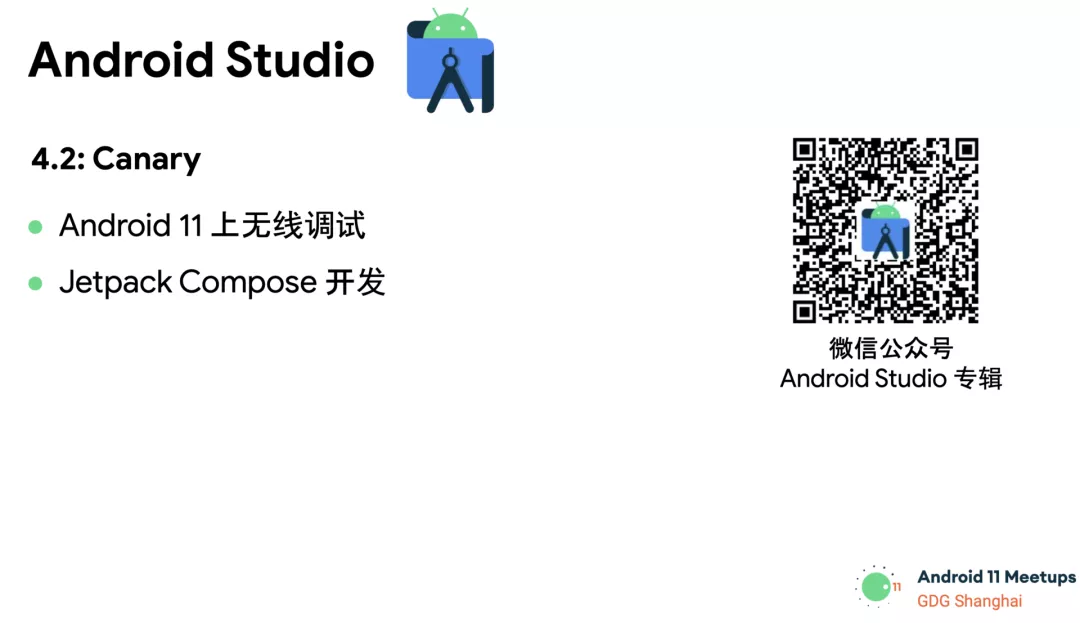 Android Studio
4.2: Canary
Android 11 上无线调试
Jetpack Compose 开发
微信公众号
Android Studio 专辑
11
Android 11 Meetups
GDG Shanghai